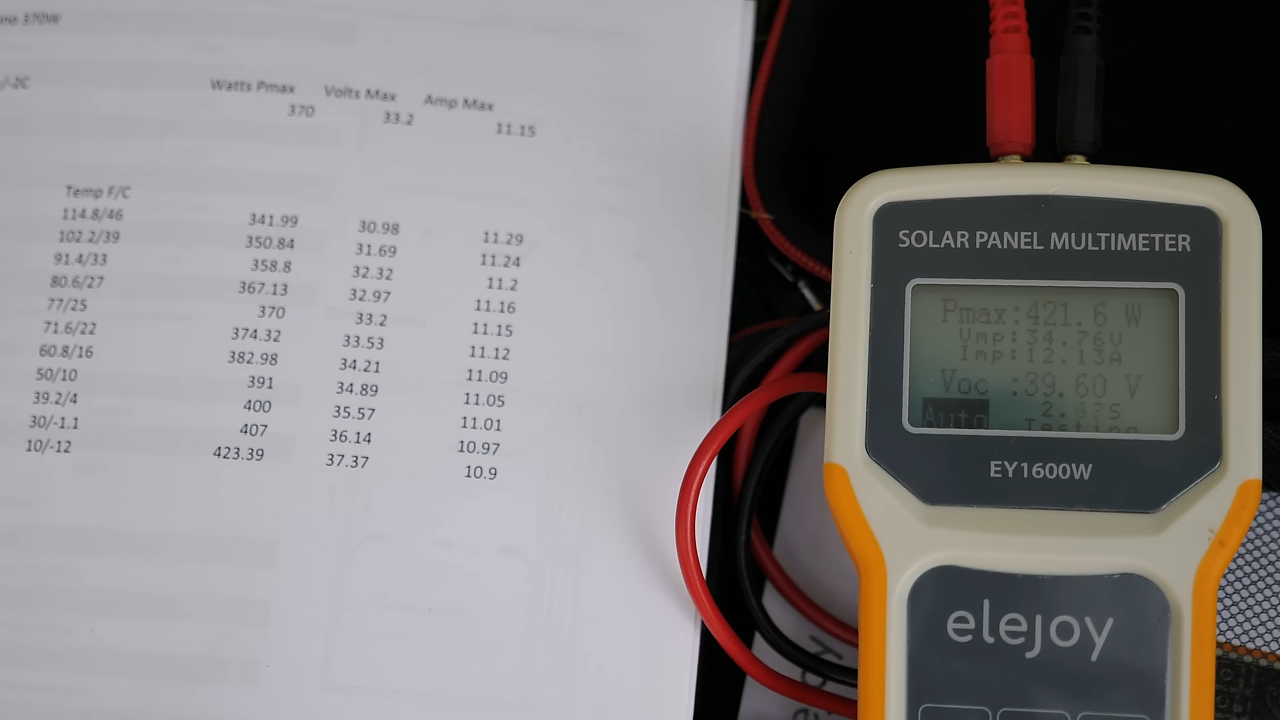 370W
Watts Pmax Volts Max Amp Max
370 33.2 11.15
Temp F/C
114.8/46 341.99 30.98 11.29
102.2/39 350.84 31.69 11.24
91.4/33 358.8 32.32 11.2
80.6/27 367.13 32.97 11.16
77/25 370 33.2 11.15
71.6/22 374.32 33.53 11.12
60.8/16 382.98 34.21 11.09
50/10 391 34.89 11.05
39.2/4 400 35.57 11.01
30/-1.1 407 36.14 10.97
10/-12 423.39 37.37 10.9
SOLAR PANEL MULTIMETER
Pmax:421.6 W
Vmp:34.76V
Imp:12.13A
Voc :39.60 V
Auto
Testing
EY1600W
elejoy